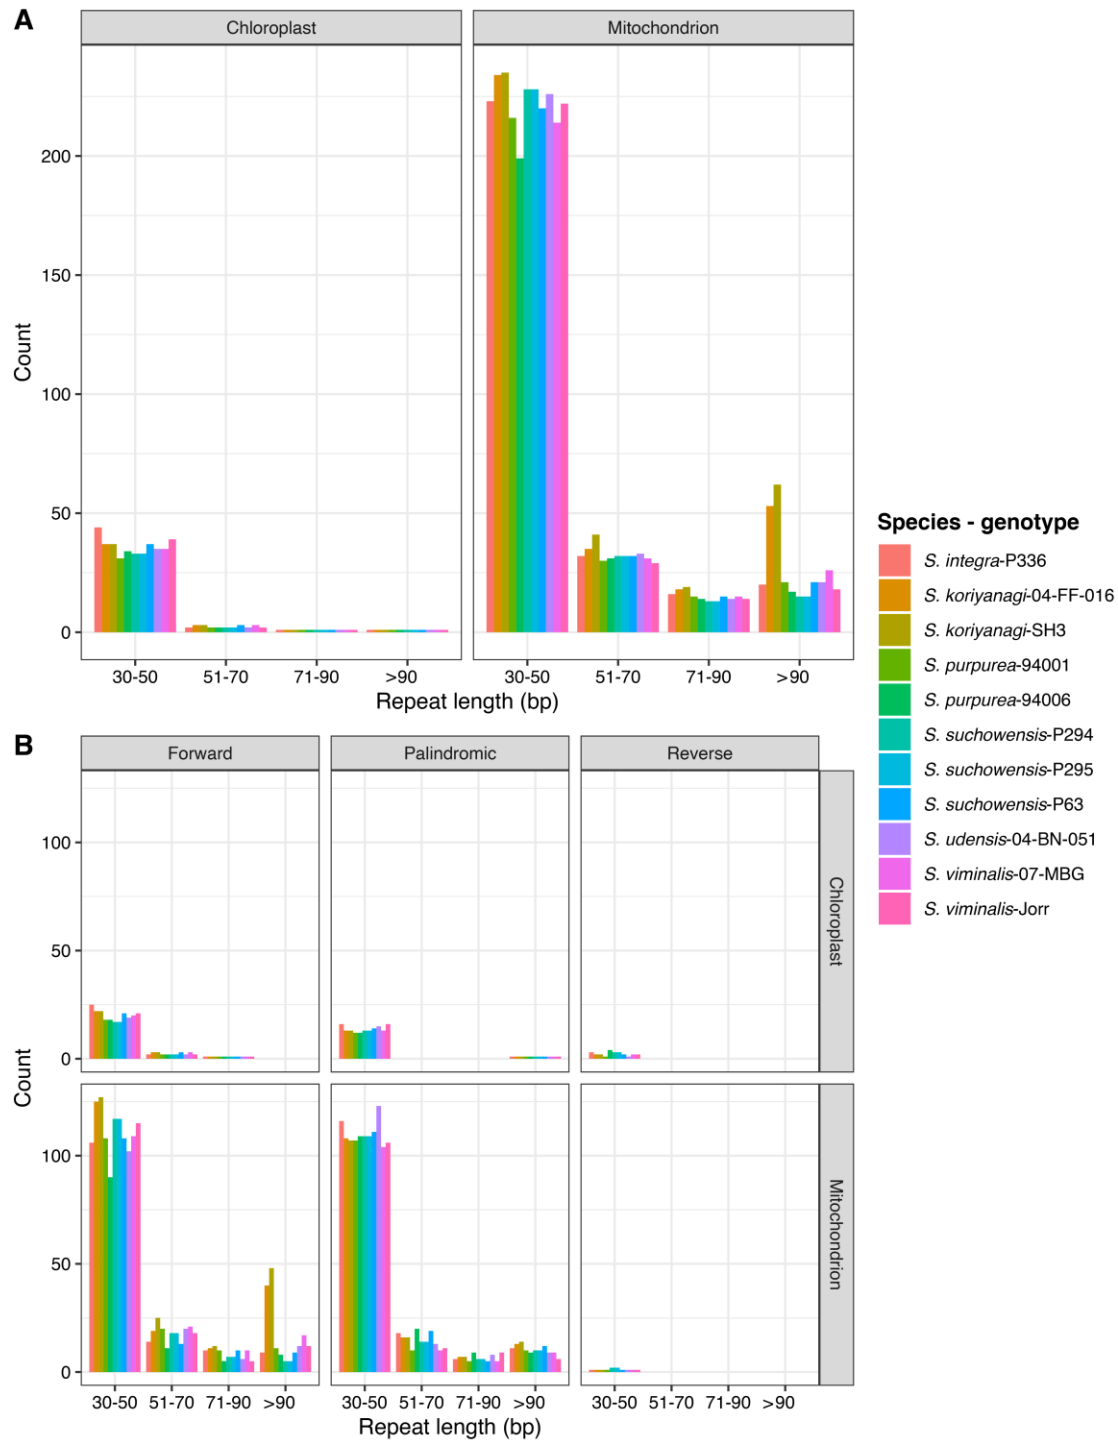 A
Chloroplast
Mitochondrion
Count
200
150
100
50
0
30-50
51-70
71-90
>90
30-50
51-70
71-90
>90
Repeat length (bp)
Species - genotype
S. integra-P336
S. koriyanagi-04-FF-016
S. koriyanagi-SH3
S. purpurea-94001
S. purpurea-94006
S. suchowensis-P294
S. suchowensis-P295
S. suchowensis-P63
S. udensis-04-BN-051
S. viminalis-07-MBG
S. viminalis-Jorr
B
Forward
Palindromic
Reverse
Count
100
50
0
Chloroplast
100
50
0
Mitochondrion
30-50
51-70
71-90
>90
30-50
51-70
71-90
>90
30-50
51-70
71-90
>90
Repeat length (bp)